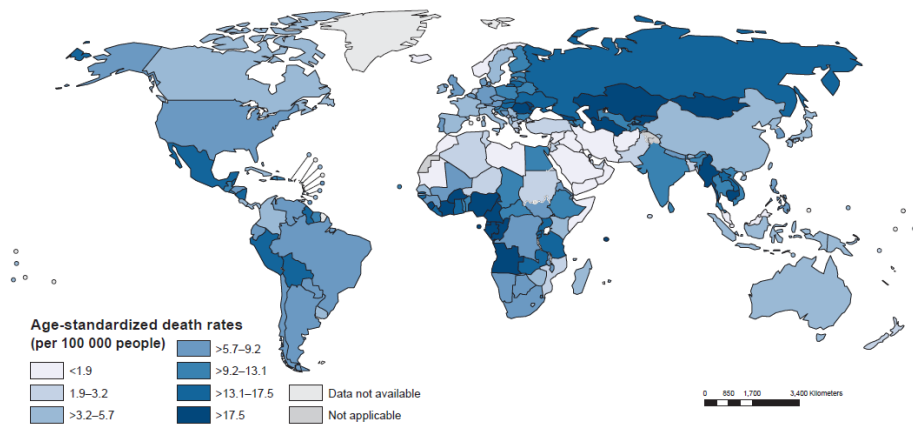 Age-standardized death rates
(per 100 000 people)
<1.9
1.9–3.2
>3.2–5.7
>5.7–9.2
>9.2–13.1
>13.1–17.5
>17.5
Data not available
Not applicable
0 850 1,700 3,400 Kilometers